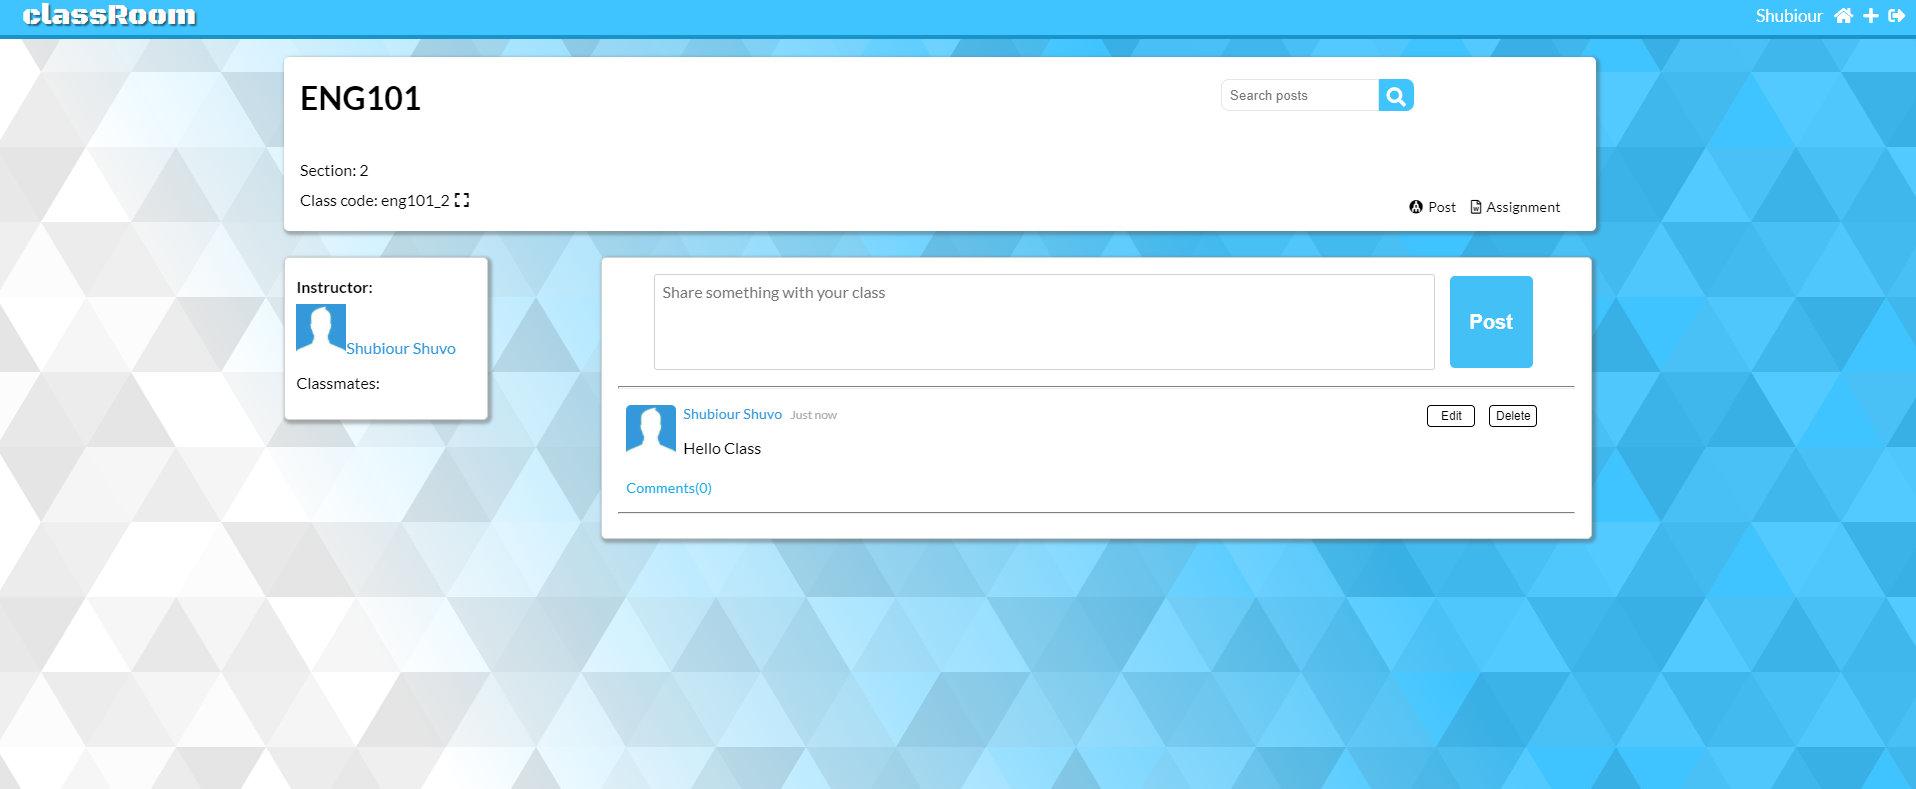 classRoom
Shubiour
ENG101
Search posts
Section: 2
Class code: eng101_2
Post Assignment
Instructor:
Shubiour Shuvo
Classmates:
Share something with your class
Post
Shubiour Shuvo Just now
Edit Delete
Hello Class
Comments(0)